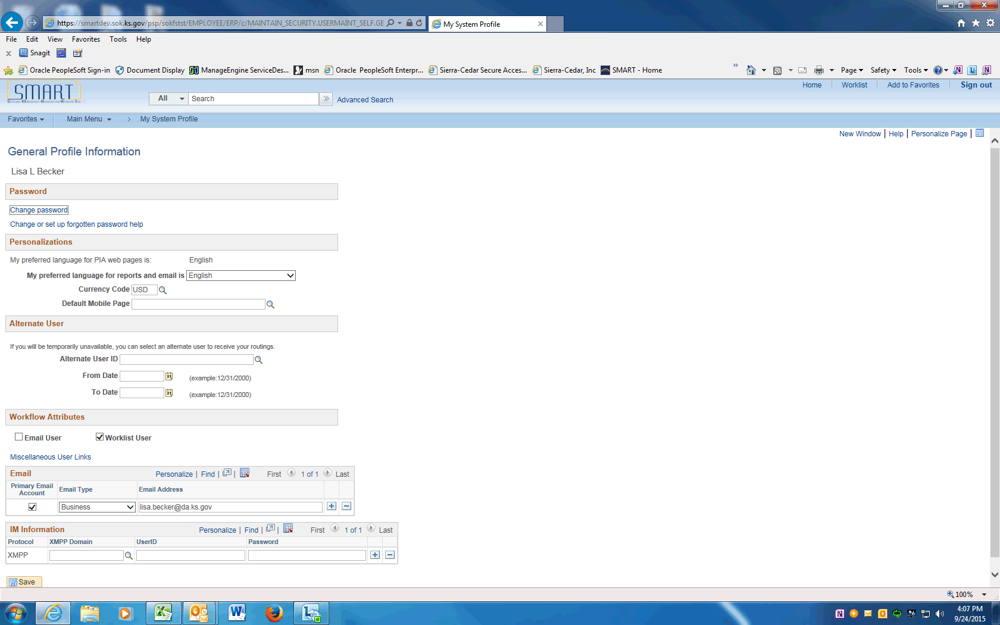 https://smartdev.sok.ks.gov/psp/sokfstst/EMPLOYEE/ERP/c/MAINTAIN_SECURITY.USERMAINT_SELF.GE
My System Profile
File Edit View Favorites Tools Help
x Snagit
Oracle PeopleSoft Sign-in Document Display ManageEngine ServiceDes... msn Oracle PeopleSoft Enterpr... Sierra-Cedar Secure Acces... Sierra-Cedar, Inc SMART - Home » Page Safety Tools
SMART
Home Worklist Add to Favorites Sign out
All Search » Advanced Search
Favorites Main Menu > My System Profile
New Window | Help | Personalize Page |
General Profile Information
Lisa L Becker
Password
Change password
Change or set up forgotten password help
Personalizations
My preferred language for PIA web pages is: English
My preferred language for reports and email is English
Currency Code USD
Default Mobile Page
Alternate User
If you will be temporarily unavailable, you can select an alternate user to receive your routings.
Alternate User ID
From Date 31 (example:12/31/2000)
To Date 31 (example:12/31/2000)
Workflow Attributes
Email User Worklist User
Miscellaneous User Links
Email Personalize | Find | | First 1 of 1 Last
Primary Email Account Email Type Email Address
Business lisa.becker@da.ks.gov + −
IM Information Personalize | Find | | First 1 of 1 Last
Protocol XMPP Domain UserID Password
XMPP + −
Save
100%
4:07 PM
9/24/2015